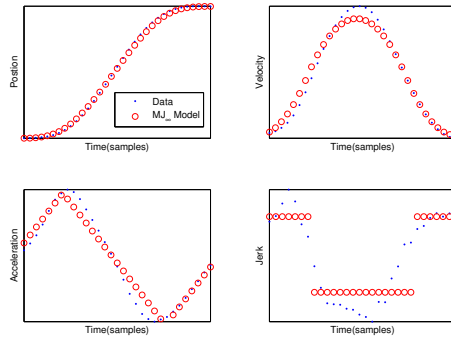 Postion
Data
MJ_ Model
Time(samples)
Velocity
Time(samples)
Acceleration
Time(samples)
Jerk
Time(samples)